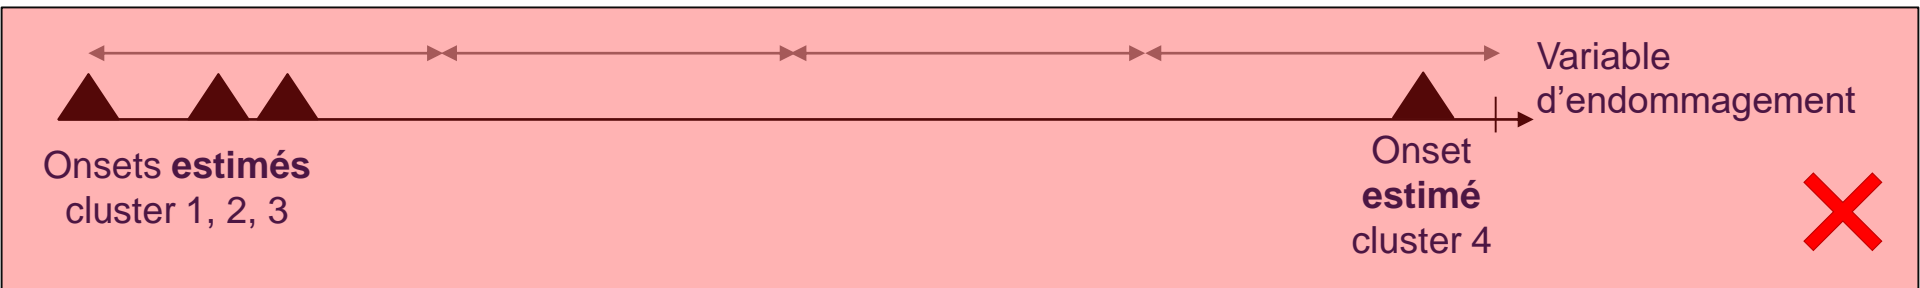 Variable
d’endommagement
Onsets estimés
cluster 1, 2, 3
Onset
estimé
cluster 4